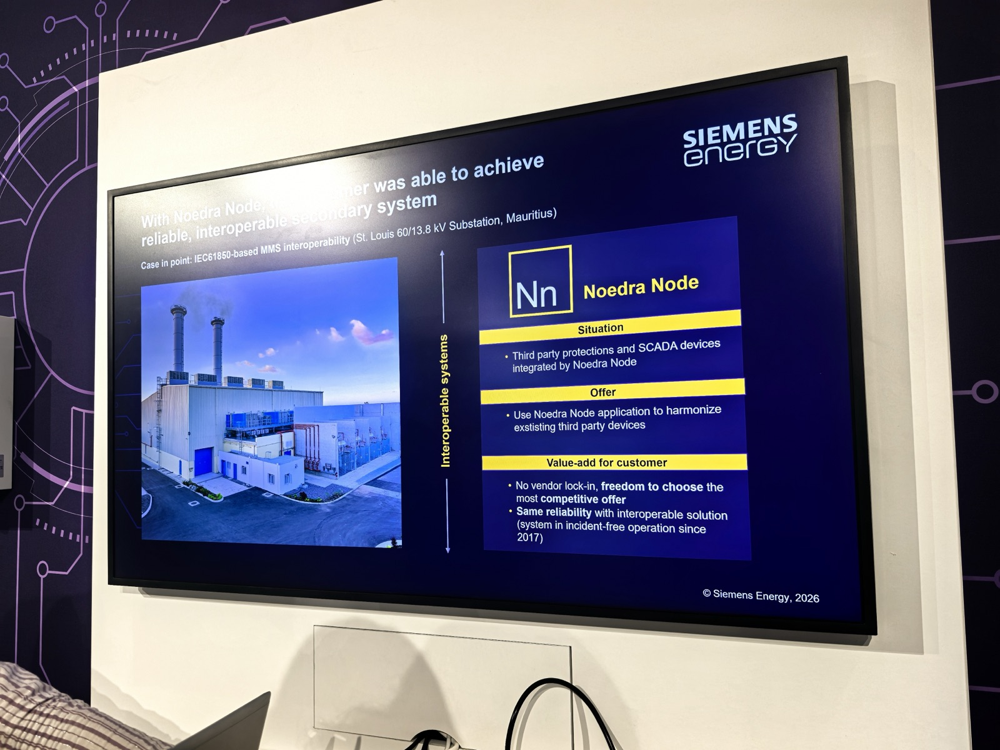 SIEMENS
energy
With Noedra Node, mer was able to achieve
reliable, interoperable secondary system
Case in point: IEC61850-based MMS interoperability (St. Louis 60/13.8 kV Substation, Mauritius)
Interoperable systems
Nn
Noedra Node
Situation
• Third party protections and SCADA devices
integrated by Noedra Node
Offer
• Use Noedra Node application to harmonize
exstisting third party devices
Value-add for customer
• No vendor lock-in, freedom to choose the
most competitive offer
• Same reliability with interoperable solution
(system in incident-free operation since
2017)
© Siemens Energy, 2026